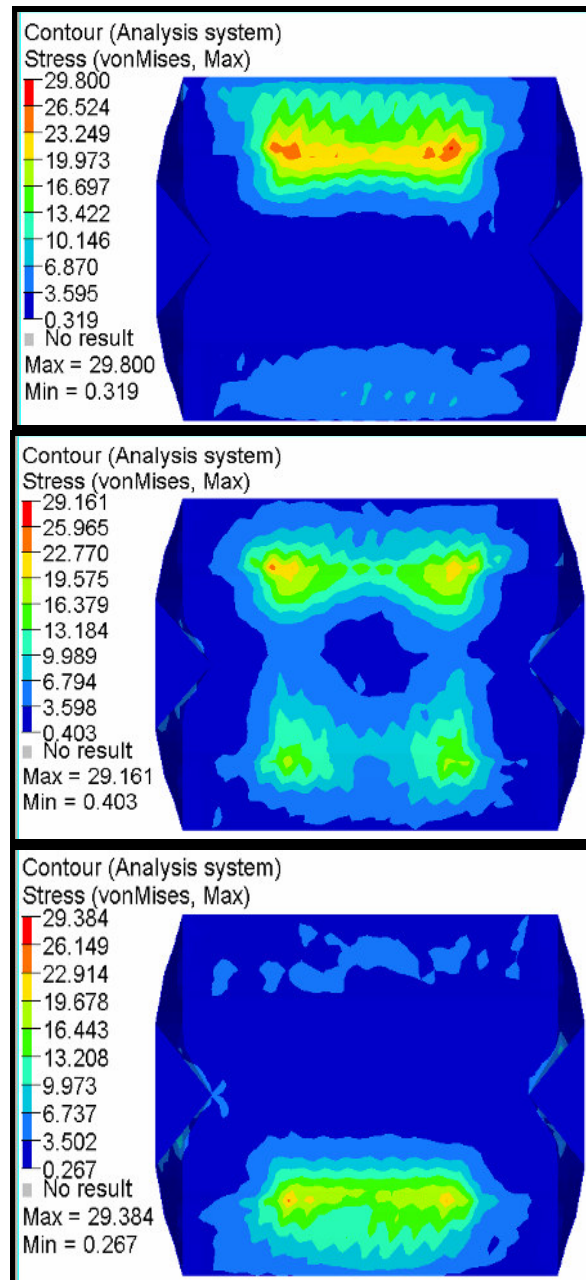 Contour (Analysis system)
Stress (vonMises, Max)
29.800
26.524
23.249
19.973
16.697
13.422
10.146
6.870
3.595
0.319
No result
Max = 29.800
Min = 0.319
Contour (Analysis system)
Stress (vonMises, Max)
29.161
25.965
22.770
19.575
16.379
13.184
9.989
6.794
3.598
0.403
No result
Max = 29.161
Min = 0.403
Contour (Analysis system)
Stress (vonMises, Max)
29.384
26.149
22.914
19.678
16.443
13.208
9.973
6.737
3.502
0.267
No result
Max = 29.384
Min = 0.267